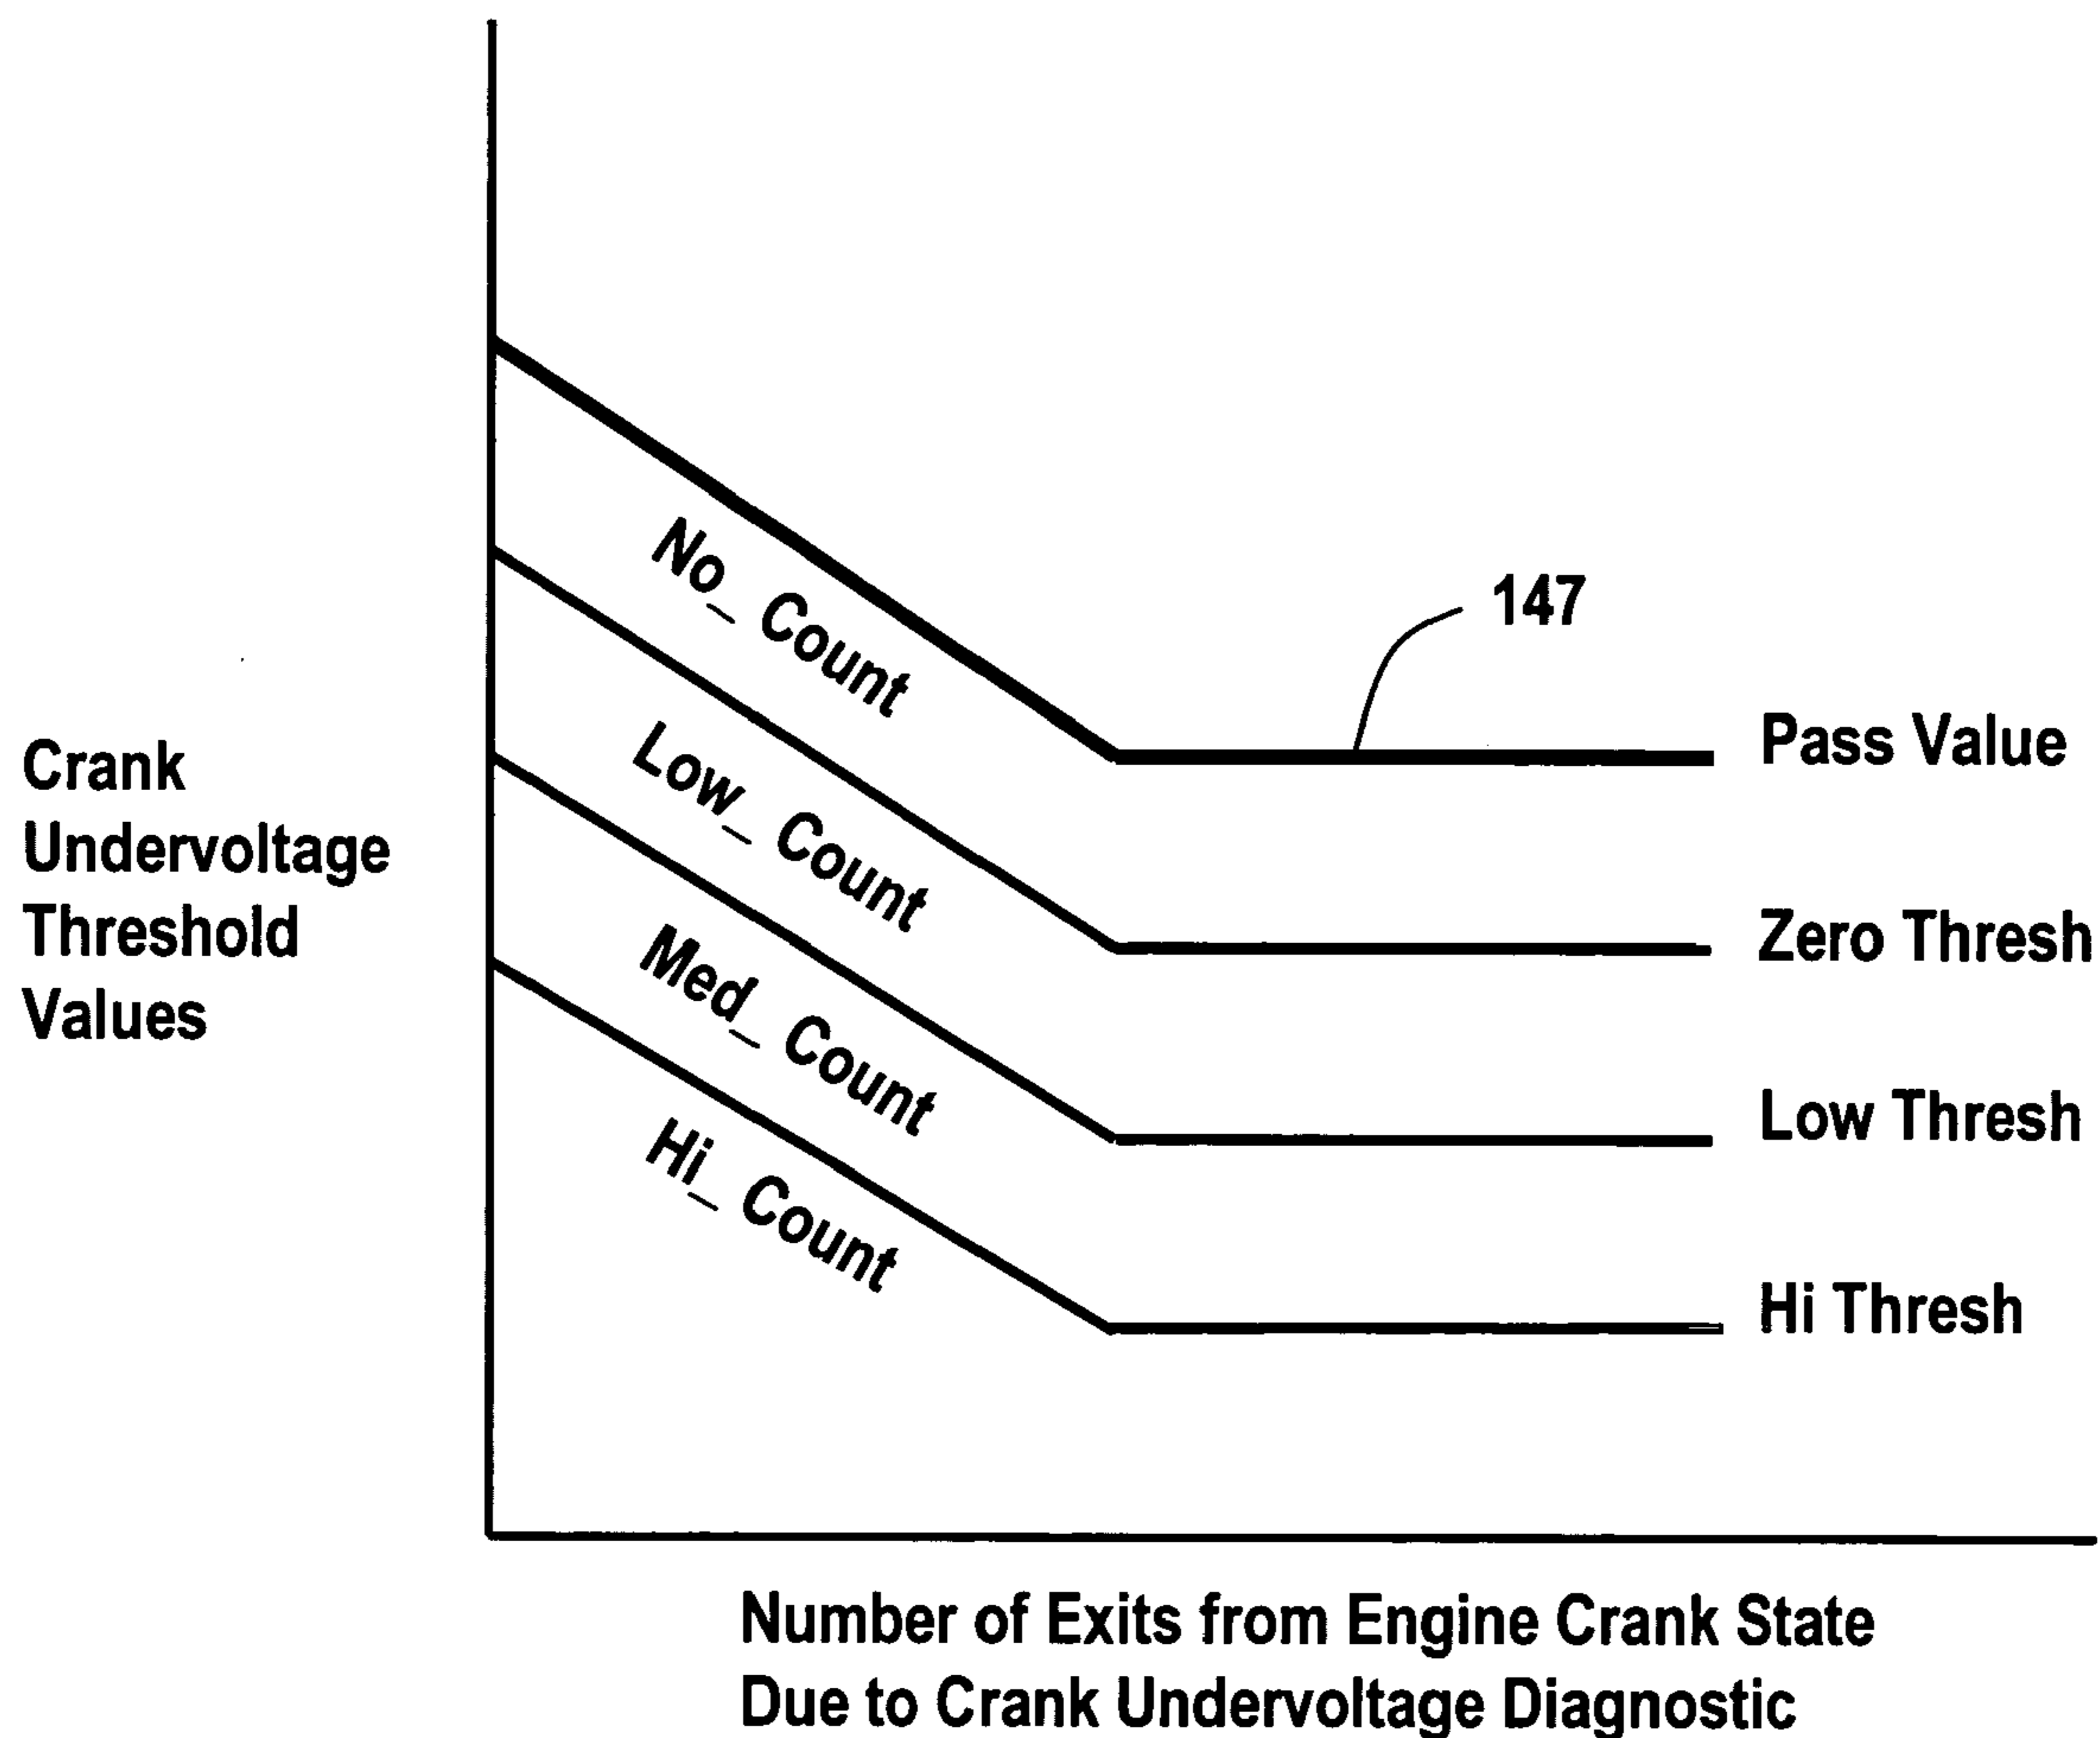 No_ Count
147
Pass Value
Low_ Count
Crank
Undervoltage
Threshold
Values
Zero Thresh
Med_ Count
Low Thresh
Hi_ Count
Hi Thresh
Number of Exits from Engine Crank State
Due to Crank Undervoltage Diagnostic